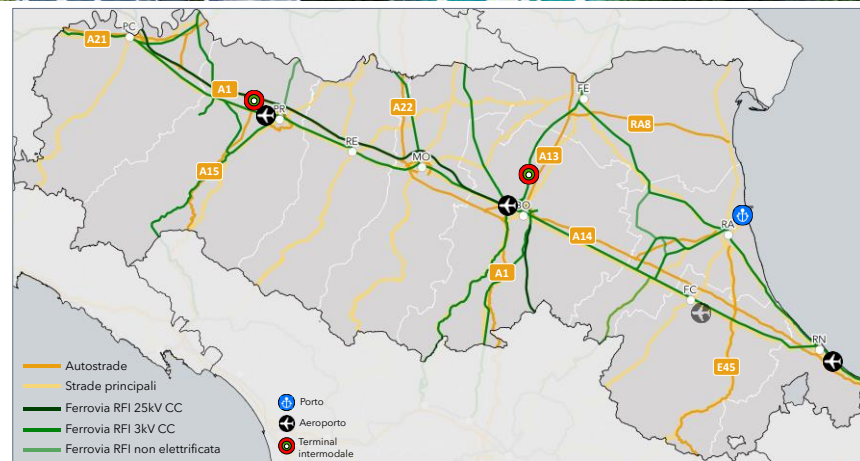 PC
A21
A1
PR
A22
FE
RA8
RE
MO
A13
A15
BO
RA
A14
A1
FC
RN
E45
Autostrade
Strade principali
Ferrovia RFI 25kV CC
Ferrovia RFI 3kV CC
Ferrovia RFI non elettrificata
Porto
Aeroporto
Terminal
intermodale